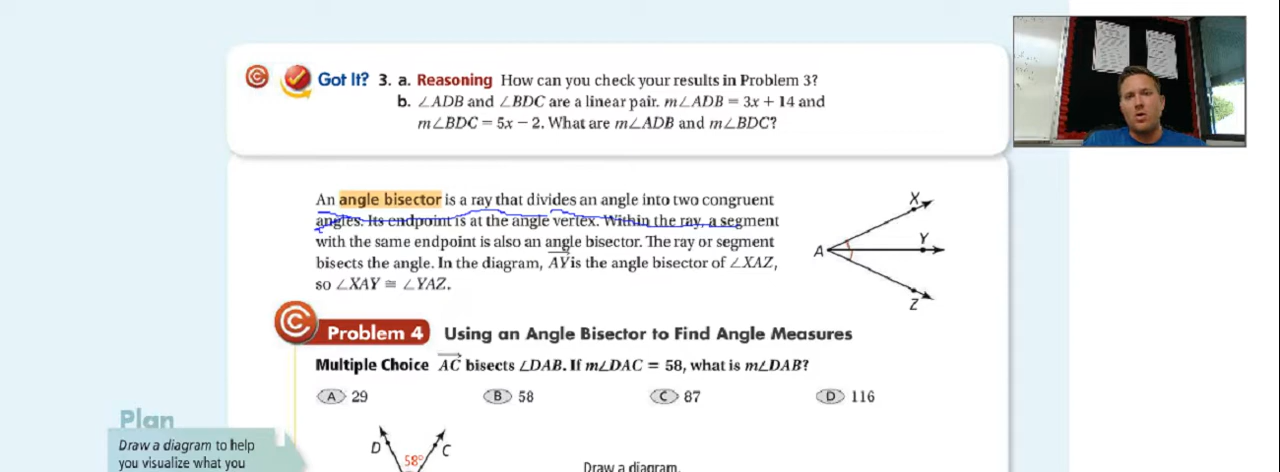 Got It? 3. a. Reasoning How can you check your results in Problem 3?
b. ∠ADB and ∠BDC are a linear pair. m∠ADB = 3x + 14 and
m∠BDC = 5x − 2. What are m∠ADB and m∠BDC?
An angle bisector is a ray that divides an angle into two congruent
angles. Its endpoint is at the angle vertex. Within the ray, a segment
with the same endpoint is also an angle bisector. The ray or segment
bisects the angle. In the diagram, AY is the angle bisector of ∠XAZ,
so ∠XAY ≅ ∠YAZ.
X
Y
A
Z
Problem 4 Using an Angle Bisector to Find Angle Measures
Multiple Choice AC bisects ∠DAB. If m∠DAC = 58, what is m∠DAB?
A 29 B 58 C 87 D 116
Plan
Draw a diagram to help
you visualize what you
D
C
58°
Draw a diagram.